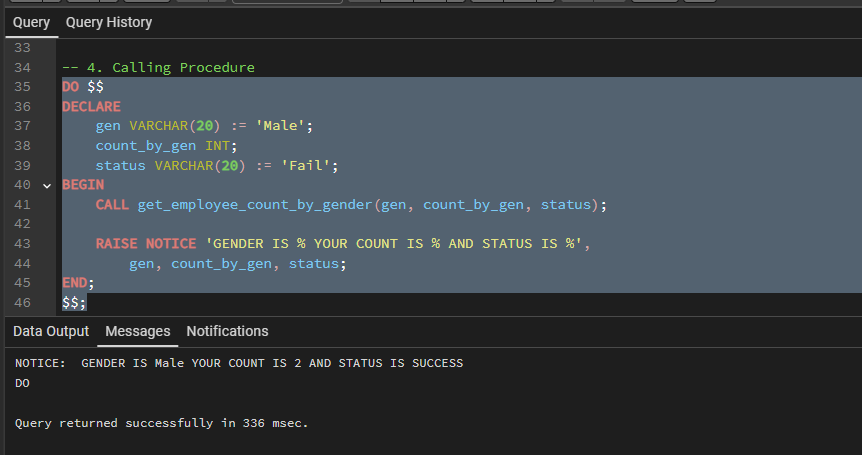 Query Query History
33
34 -- 4. Calling Procedure
35 DO $$
36 DECLARE
37 gen VARCHAR(20) := 'Male';
38 count_by_gen INT;
39 status VARCHAR(20) := 'Fail';
40 BEGIN
41 CALL get_employee_count_by_gender(gen, count_by_gen, status);
42
43 RAISE NOTICE 'GENDER IS % YOUR COUNT IS % AND STATUS IS %',
44 gen, count_by_gen, status;
45 END;
46 $$;
Data Output Messages Notifications
NOTICE: GENDER IS Male YOUR COUNT IS 2 AND STATUS IS SUCCESS
DO
Query returned successfully in 336 msec.